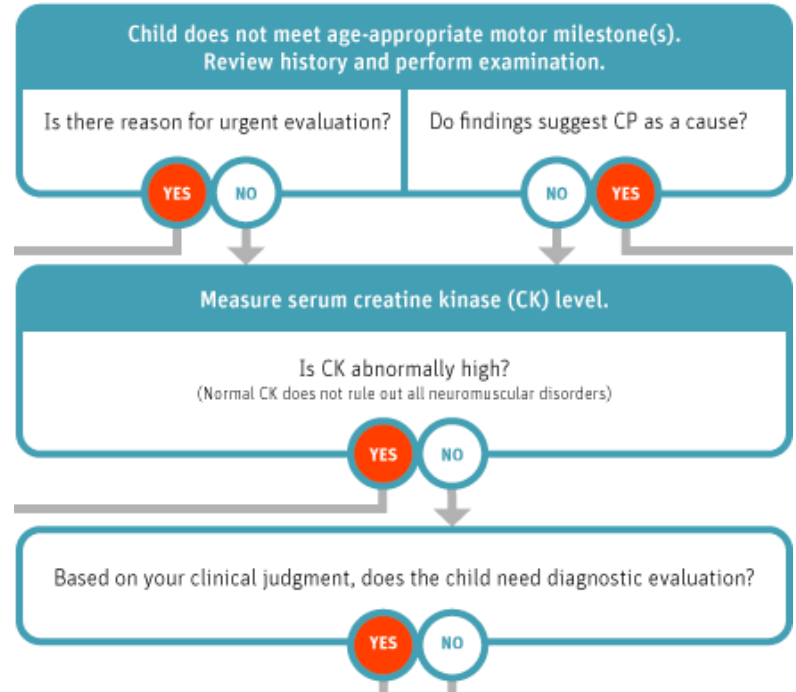 Child does not meet age-appropriate motor milestone(s).
Review history and perform examination.
Is there reason for urgent evaluation?
YES
NO
Do findings suggest CP as a cause?
NO
YES
Measure serum creatine kinase (CK) level.
Is CK abnormally high?
(Normal CK does not rule out all neuromuscular disorders)
YES
NO
Based on your clinical judgment, does the child need diagnostic evaluation?
YES
NO